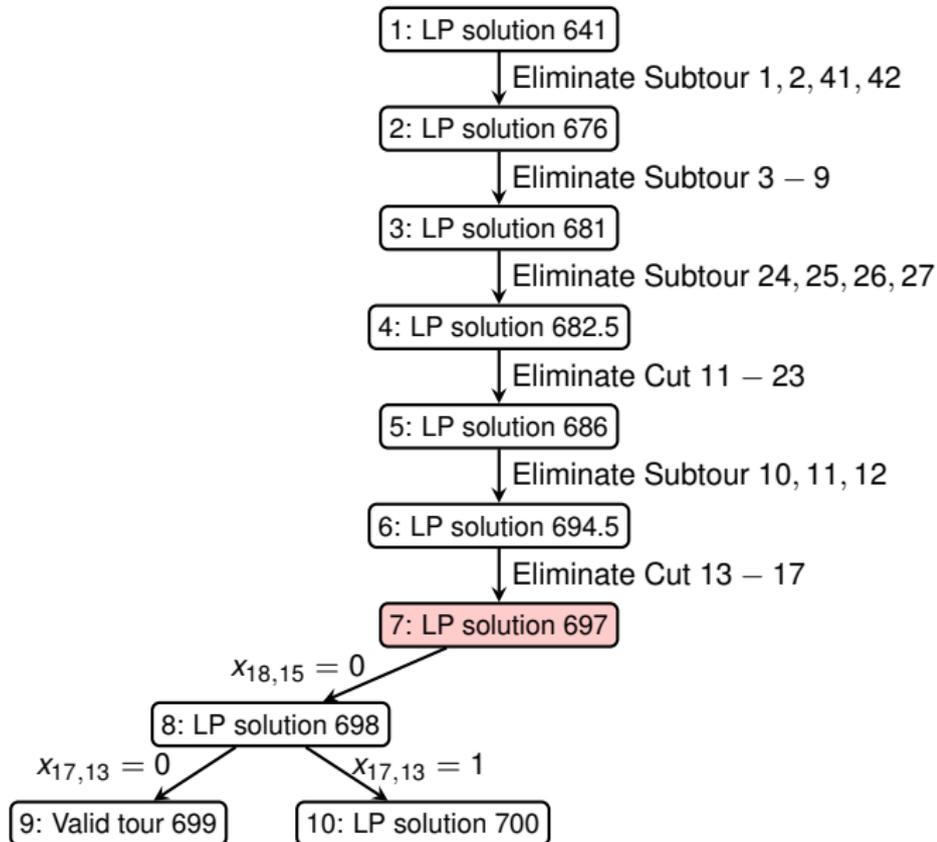 1: LP solution 641
Eliminate Subtour 1, 2, 41, 42
2: LP solution 676
Eliminate Subtour 3 − 9
3: LP solution 681
Eliminate Subtour 24, 25, 26, 27
4: LP solution 682.5
Eliminate Cut 11 − 23
5: LP solution 686
Eliminate Subtour 10, 11, 12
6: LP solution 694.5
Eliminate Cut 13 − 17
7: LP solution 697
x18,15 = 0
8: LP solution 698
x17,13 = 0
x17,13 = 1
9: Valid tour 699
10: LP solution 700